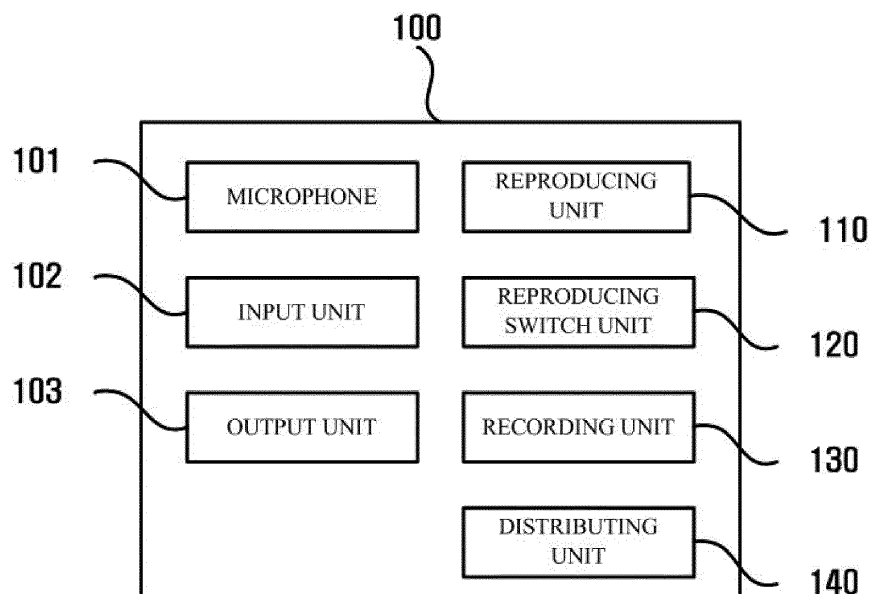 100
101
MICROPHONE
REPRODUCING
UNIT
110
102
INPUT UNIT
REPRODUCING
SWITCH UNIT
120
103
OUTPUT UNIT
RECORDING UNIT
130
DISTRIBUTING
UNIT
140